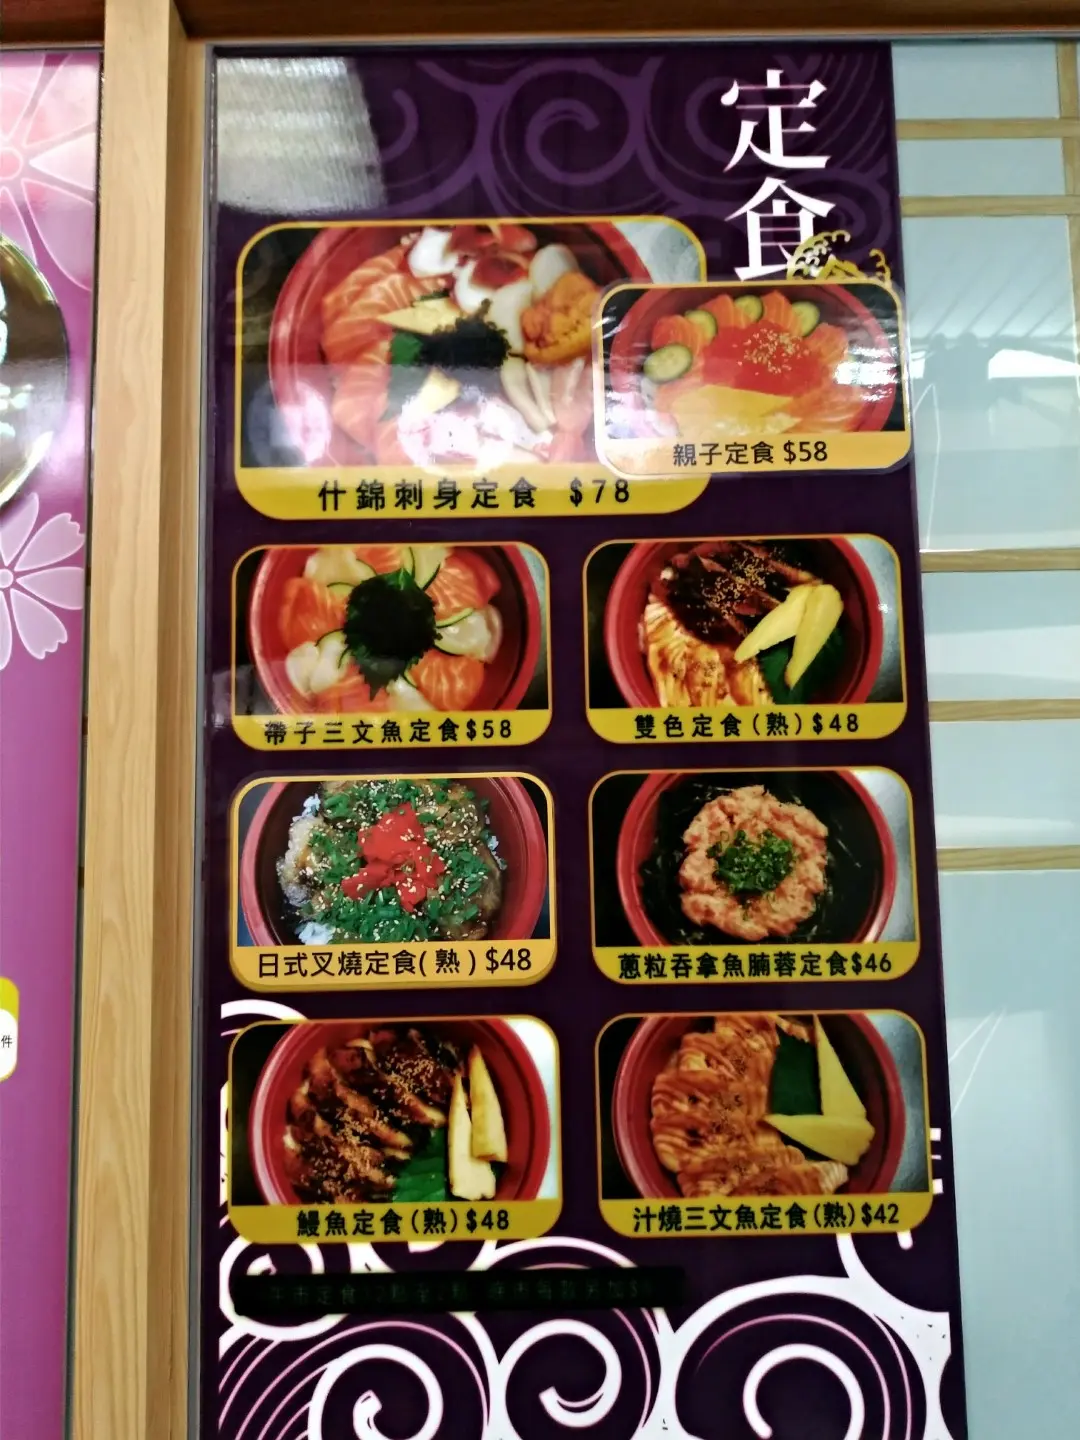 定食
親子定食 $58
什錦刺身定食 $78
帶子三文魚定食$58
雙色定食(熟)$48
日式叉燒定食(熟) $48
蔥粒吞拿魚腩蓉定食$46
鰻魚定食(熟)$48
汁燒三文魚定食(熟)$42
件